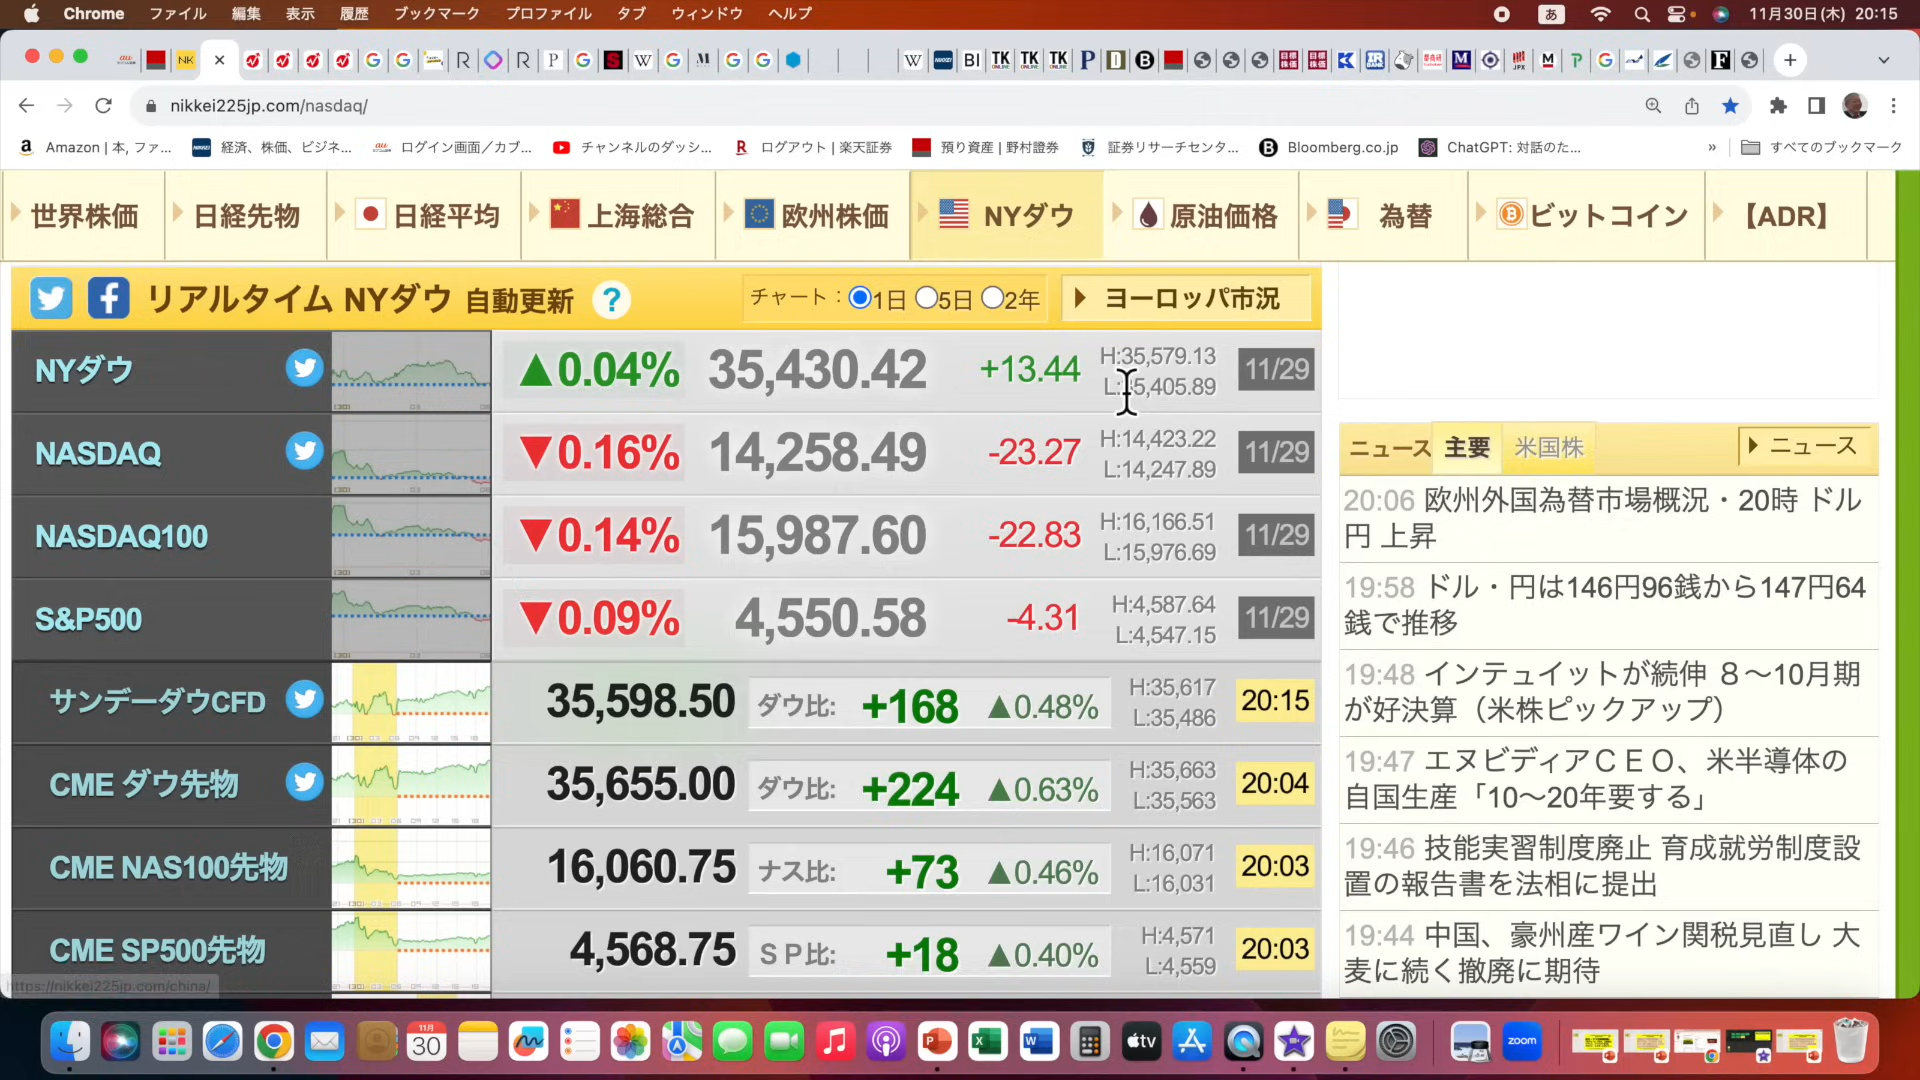 Chrome ファイル 編集 表示 履歴 ブックマーク プロファイル タブ ウィンドウ ヘルプ あ 11月30日(木) 20:15
nikkei225jp.com/nasdaq/
Amazon | 本, ファ... 経済、株価、ビジネ... ログイン画面／カブ... チャンネルのダッシ... ログアウト | 楽天証券 預り資産 | 野村證券 証券リサーチセンタ... Bloomberg.co.jp ChatGPT: 対話のた... » すべてのブックマーク
世界株価 日経先物 日経平均 上海総合 欧州株価 NYダウ 原油価格 為替 ビットコイン 【ADR】
リアルタイム NYダウ 自動更新 ? チャート：1日 5日 2年 ヨーロッパ市況
NYダウ ▲0.04% 35,430.42 +13.44 H:35,579.13 11/29
L:35,405.89
NASDAQ ▼0.16% 14,258.49 -23.27 H:14,423.22 11/29
L:14,247.89
NASDAQ100 ▼0.14% 15,987.60 -22.83 H:16,166.51 11/29
L:15,976.69
S&P500 ▼0.09% 4,550.58 -4.31 H:4,587.64 11/29
L:4,547.15
サンデーダウCFD 35,598.50 ダウ比: +168 ▲0.48% H:35,617 20:15
L:35,486
CME ダウ先物 35,655.00 ダウ比: +224 ▲0.63% H:35,663 20:04
L:35,563
CME NAS100先物 16,060.75 ナス比: +73 ▲0.46% H:16,071 20:03
L:16,031
CME SP500先物 4,568.75 ＳＰ比: +18 ▲0.40% H:4,571 20:03
L:4,559
ニュース 主要 米国株 ニュース
20:06 欧州外国為替市場概況・20時 ドル
円 上昇
19:58 ドル・円は146円96銭から147円64
銭で推移
19:48 インテュイットが続伸 ８～10月期
が好決算（米株ピックアップ）
19:47 エヌビディアＣＥＯ、米半導体の
自国生産「10～20年要する」
19:46 技能実習制度廃止 育成就労制度設
置の報告書を法相に提出
19:44 中国、豪州産ワイン関税見直し 大
麦に続く撤廃に期待
https://nikkei225jp.com/china/
11月
30
tv
zoom